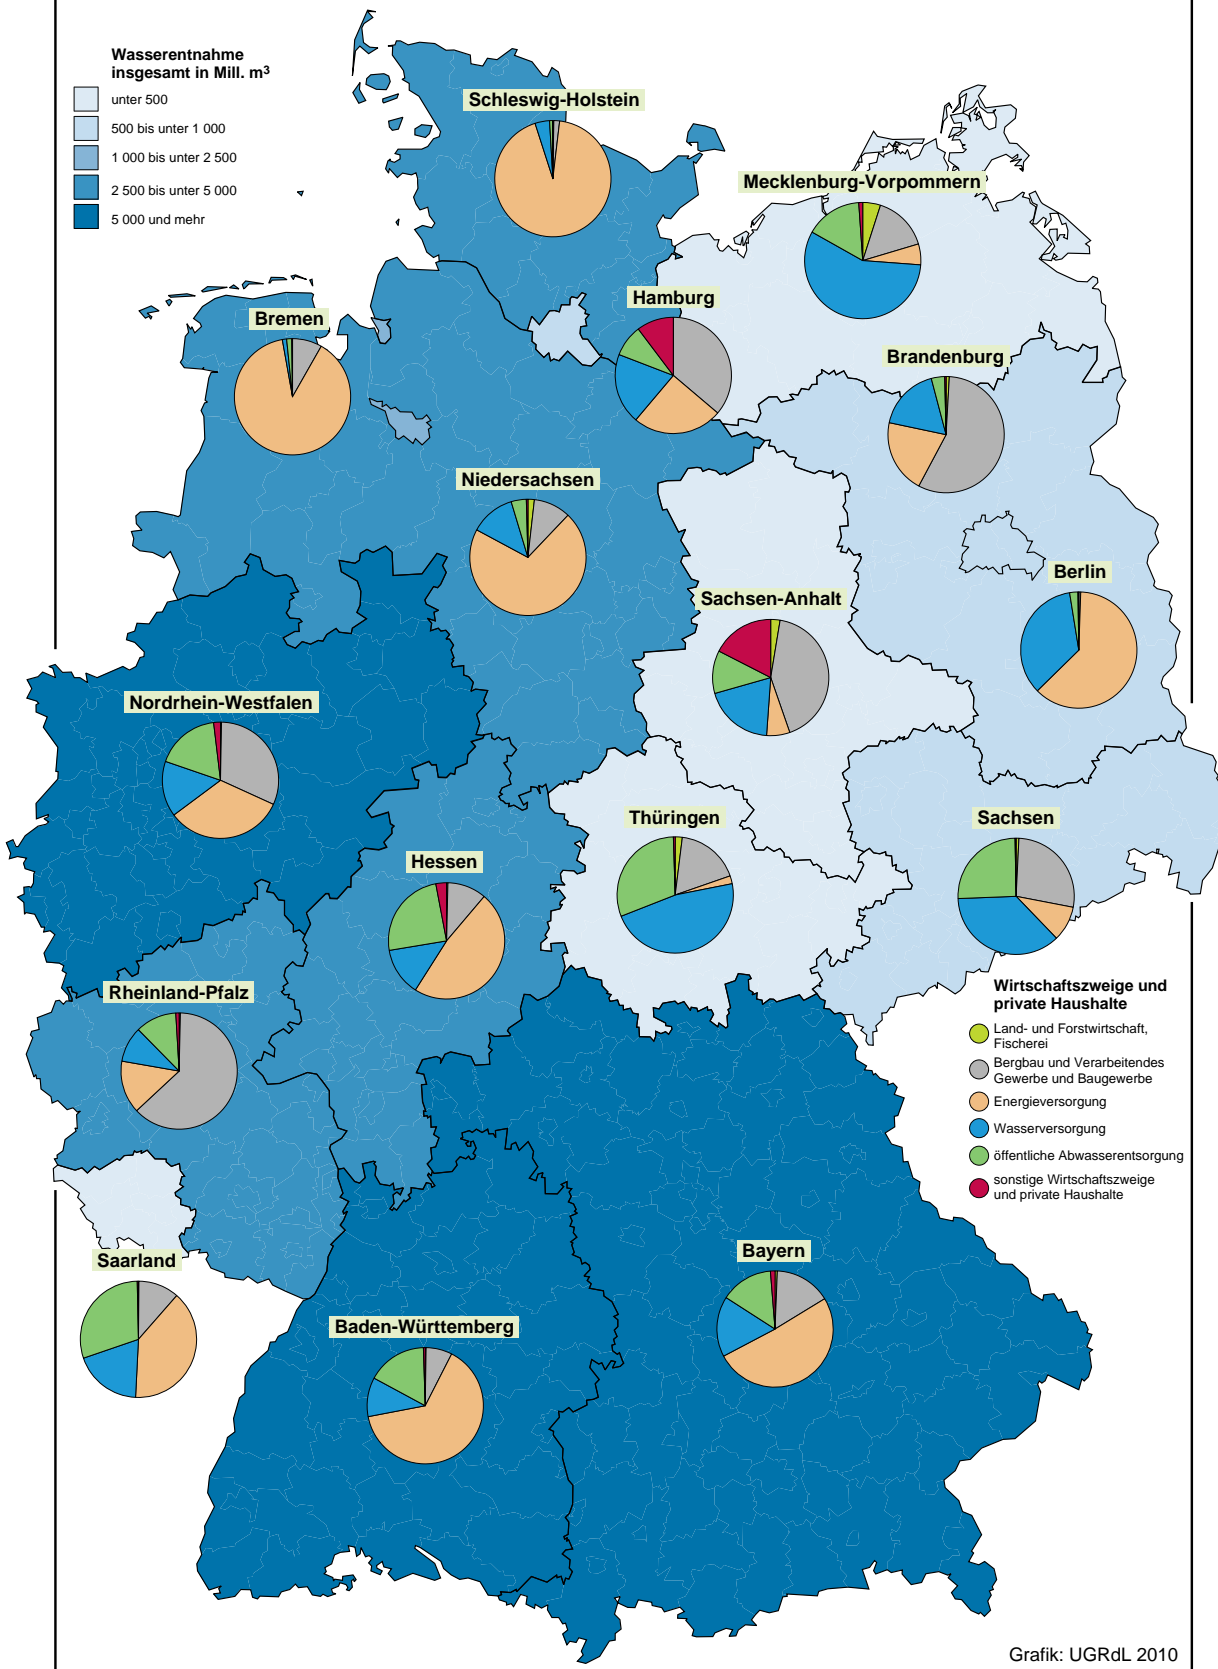 Wasserentnahme
insgesamt in Mill. m³
unter 500
500 bis unter 1 000
1 000 bis unter 2 500
2 500 bis unter 5 000
5 000 und mehr
Schleswig-Holstein
Mecklenburg-Vorpommern
Hamburg
Bremen
Brandenburg
Niedersachsen
Berlin
Sachsen-Anhalt
Nordrhein-Westfalen
Thüringen
Sachsen
Hessen
Rheinland-Pfalz
Wirtschaftszweige und
private Haushalte
Land- und Forstwirtschaft,
Fischerei
Bergbau und Verarbeitendes
Gewerbe und Baugewerbe
Energieversorgung
Wasserversorgung
öffentliche Abwasserentsorgung
sonstige Wirtschaftszweige
und private Haushalte
Saarland
Bayern
Baden-Württemberg
Grafik: UGRdL 2010